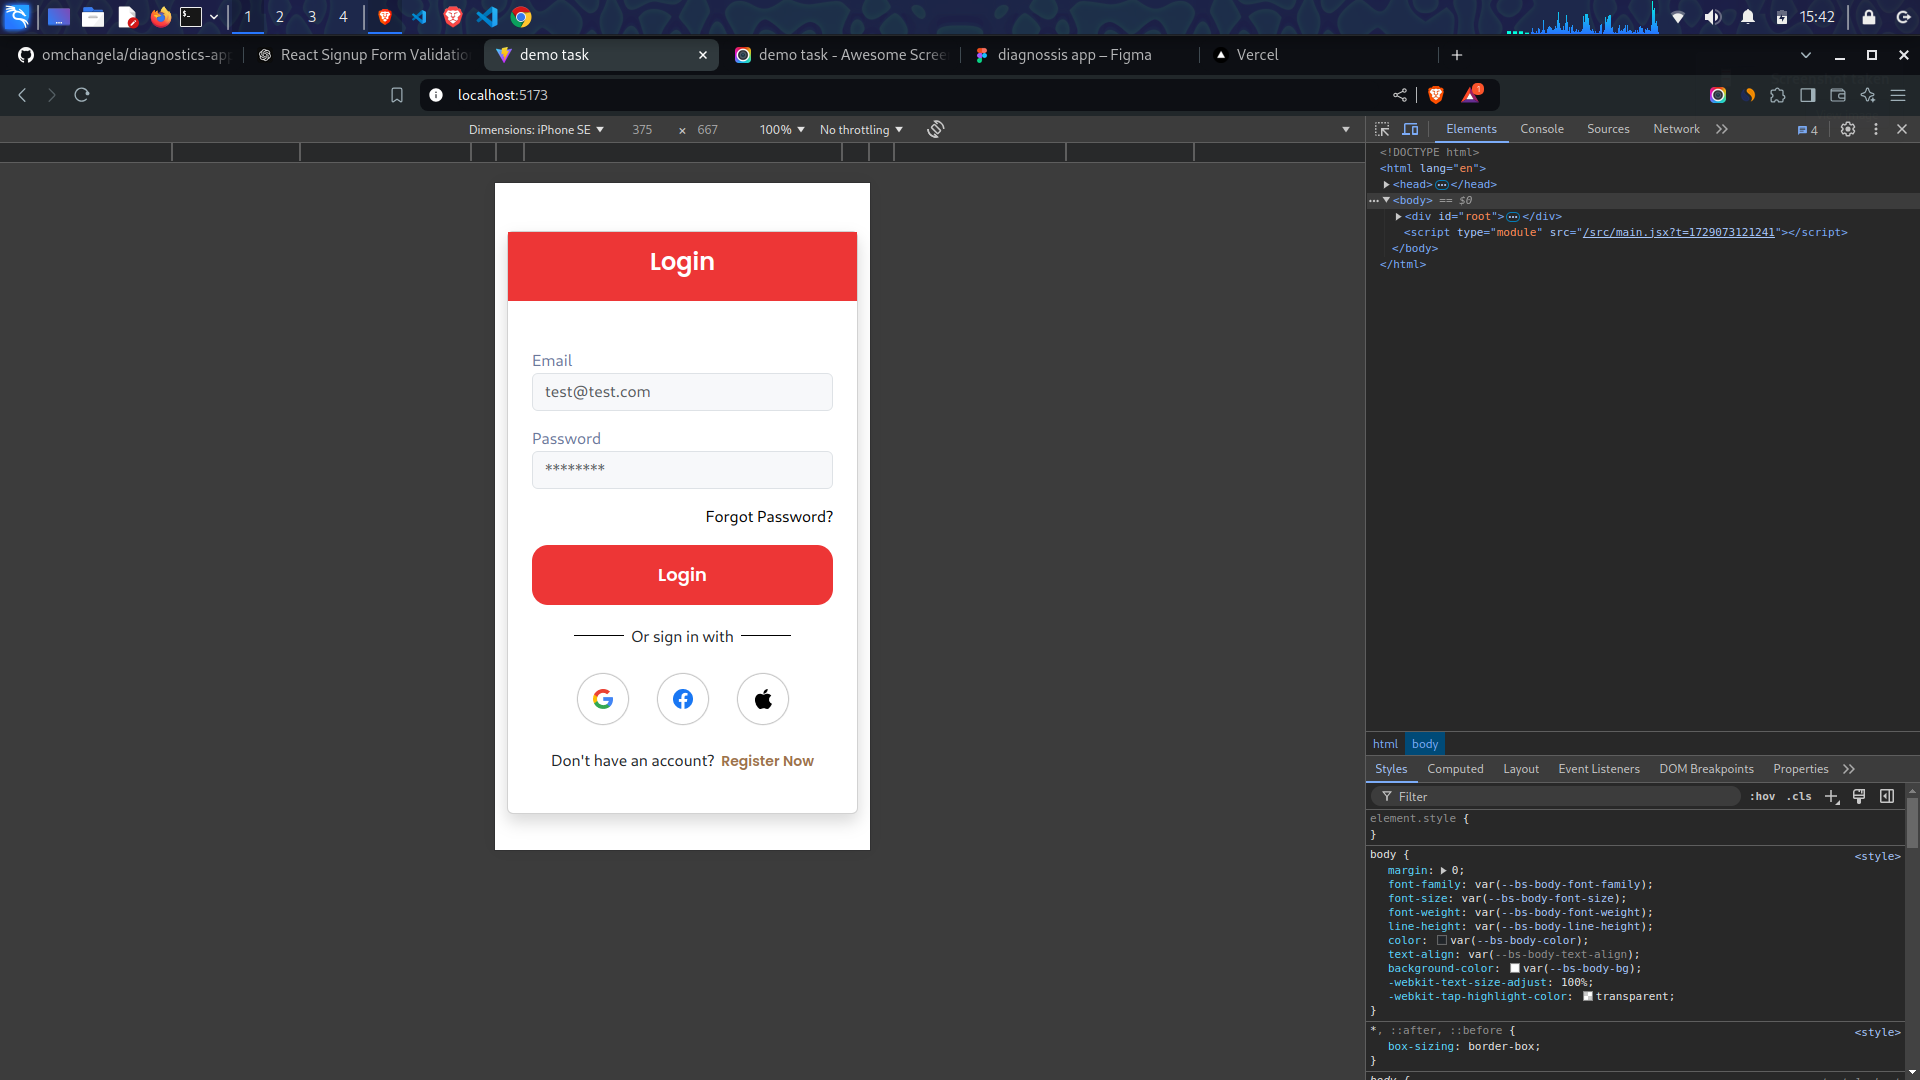 1 2 3 4
15:42
omchangela/diagnostics-app
React Signup Form Validatio
demo task
demo task - Awesome Scree
diagnossis app – Figma
Vercel
localhost:5173
1
Dimensions: iPhone SE 375 × 667 100% No throttling
Elements Console Sources Network 4
<!DOCTYPE html>
<html lang="en">
<head> </head>
<body> == $0
<div id="root"> </div>
<script type="module" src="/src/main.jsx?t=1729073121241"></script>
</body>
</html>
Login
Email
test@test.com
Password
********
Forgot Password?
Login
Or sign in with
Don't have an account? Register Now
html body
Styles Computed Layout Event Listeners DOM Breakpoints Properties
Filter :hov .cls
element.style {
}
body { <style>
margin: 0;
font-family: var(--bs-body-font-family);
font-size: var(--bs-body-font-size);
font-weight: var(--bs-body-font-weight);
line-height: var(--bs-body-line-height);
color: var(--bs-body-color);
text-align: var(--bs-body-text-align);
background-color: var(--bs-body-bg);
-webkit-text-size-adjust: 100%;
-webkit-tap-highlight-color: transparent;
}
*, ::after, ::before { <style>
box-sizing: border-box;
}
body {